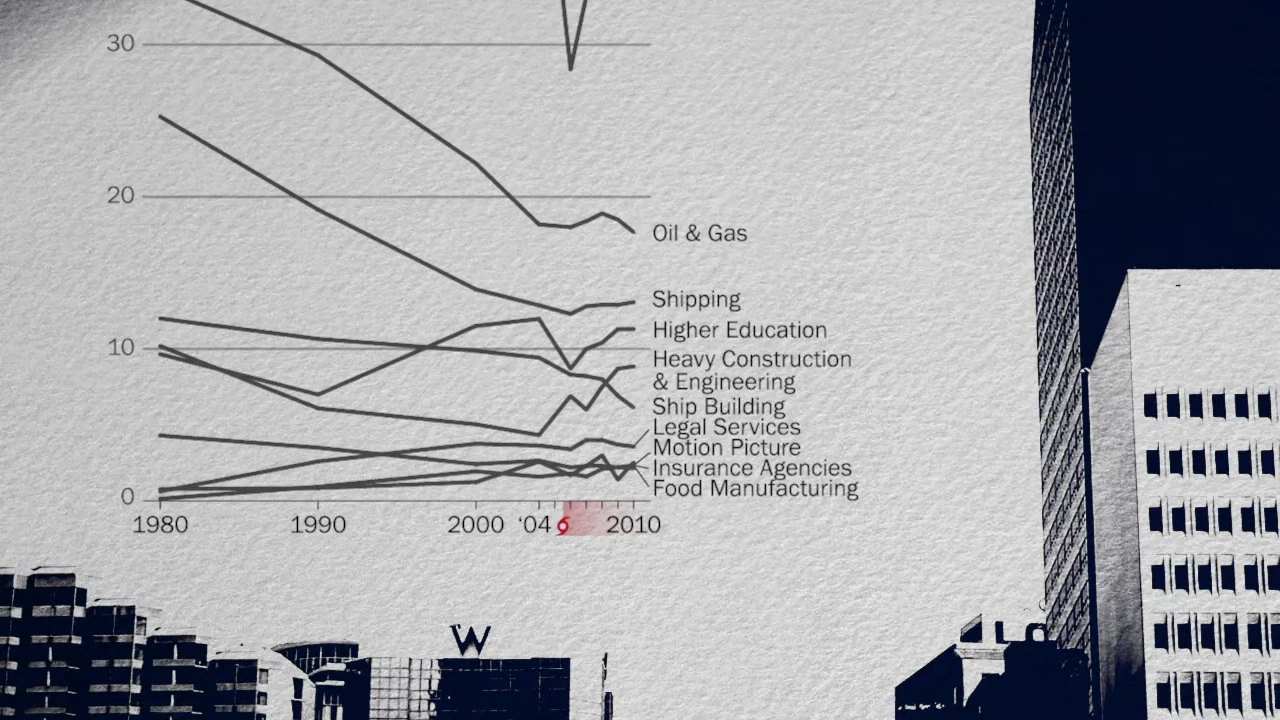 30
20
Oil & Gas
Shipping
Higher Education
10
Heavy Construction
& Engineering
Ship Building
Legal Services
Motion Picture
Insurance Agencies
Food Manufacturing
0
1980 1990 2000 ‘04 2010
W